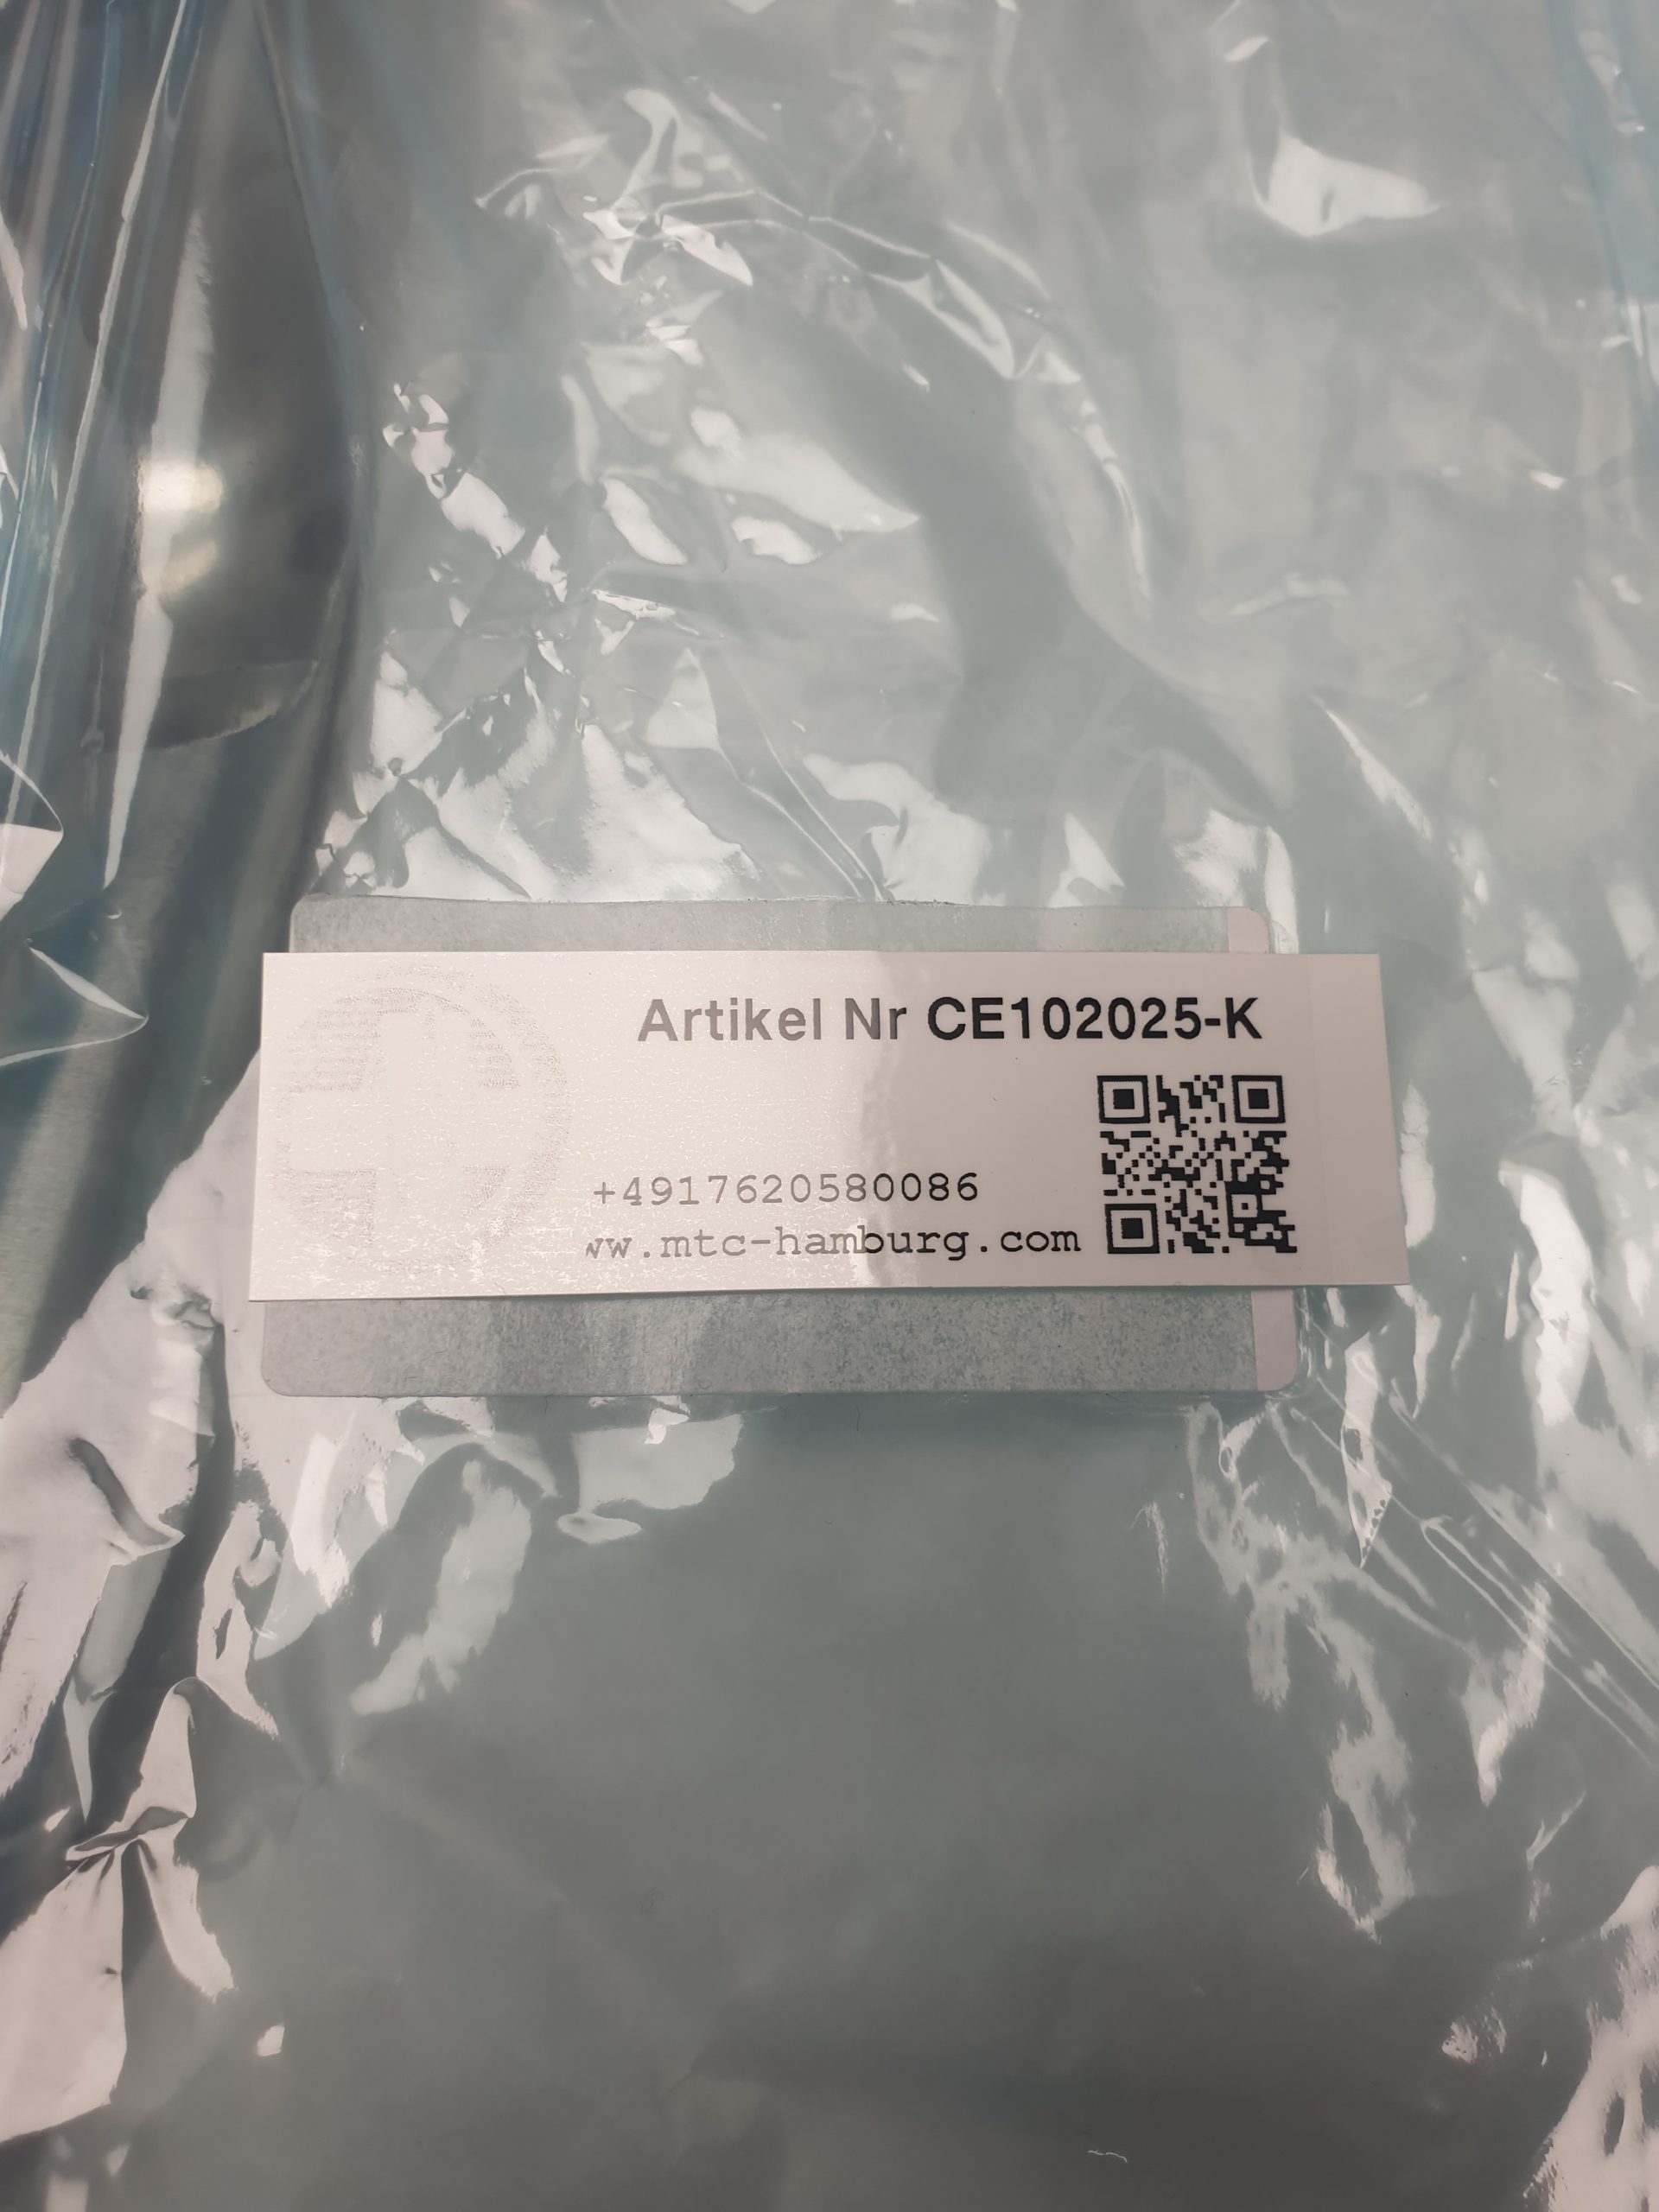 Artikel Nr CE102025-K
+4917620580086
ww.mtc-hamburg.com